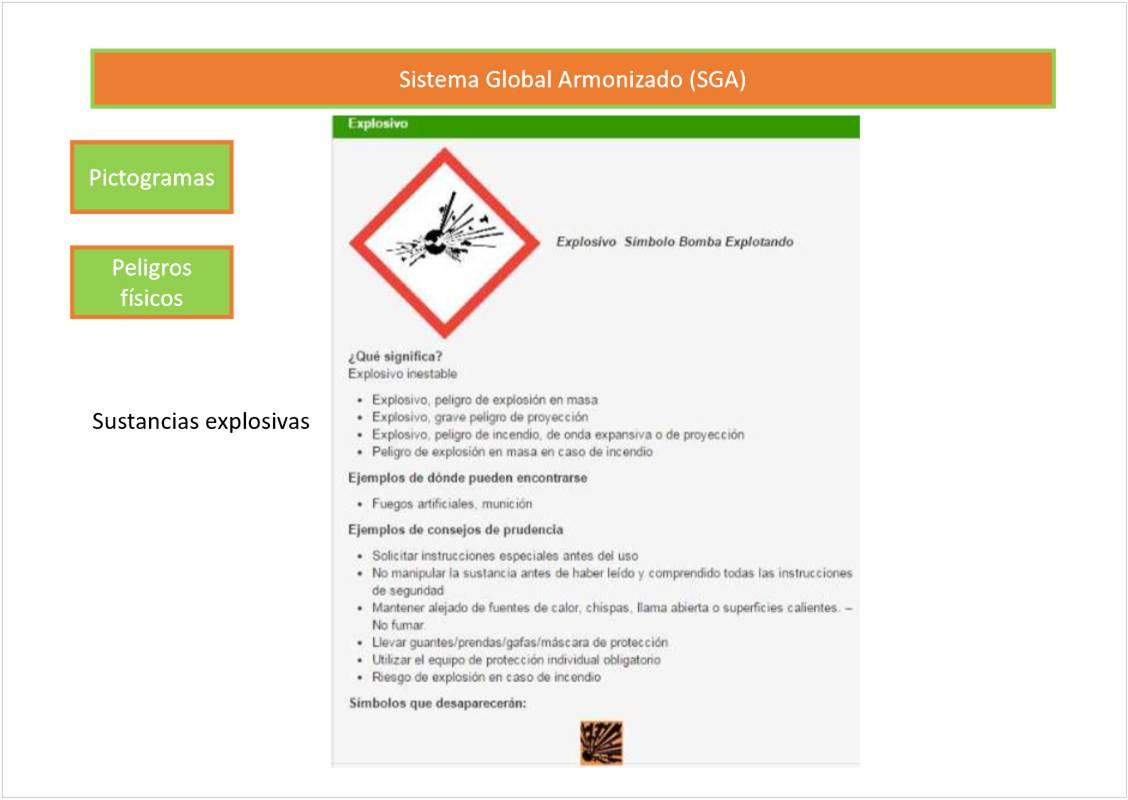 Sistema Global Armonizado (SGA)
Pictogramas
Peligros
físicos
Sustancias explosivas
Explosivo
Explosivo Símbolo Bomba Explotando
¿Qué significa?
Explosivo inestable
• Explosivo, peligro de explosión en masa
• Explosivo, grave peligro de proyección
• Explosivo, peligro de incendio, de onda expansiva o de proyección
• Peligro de explosión en masa en caso de incendio
Ejemplos de dónde pueden encontrarse
• Fuegos artificiales, munición
Ejemplos de consejos de prudencia
• Solicitar instrucciones especiales antes del uso
• No manipular la sustancia antes de haber leído y comprendido todas las instrucciones
de seguridad
• Mantener alejado de fuentes de calor, chispas, llama abierta o superficies calientes. –
No fumar.
• Llevar guantes/prendas/gafas/máscara de protección
• Utilizar el equipo de protección individual obligatorio
• Riesgo de explosión en caso de incendio
Símbolos que desaparecerán: